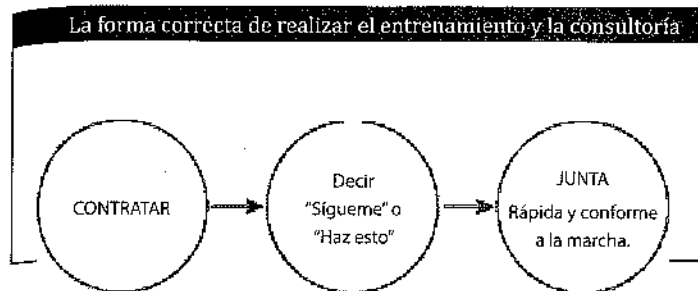 La forma correcta de realizar el entrenamiento y la consultoría
CONTRATAR
Decir
"Sígueme" o
"Haz esto"
JUNTA
Rápida y conforme
a la marcha.